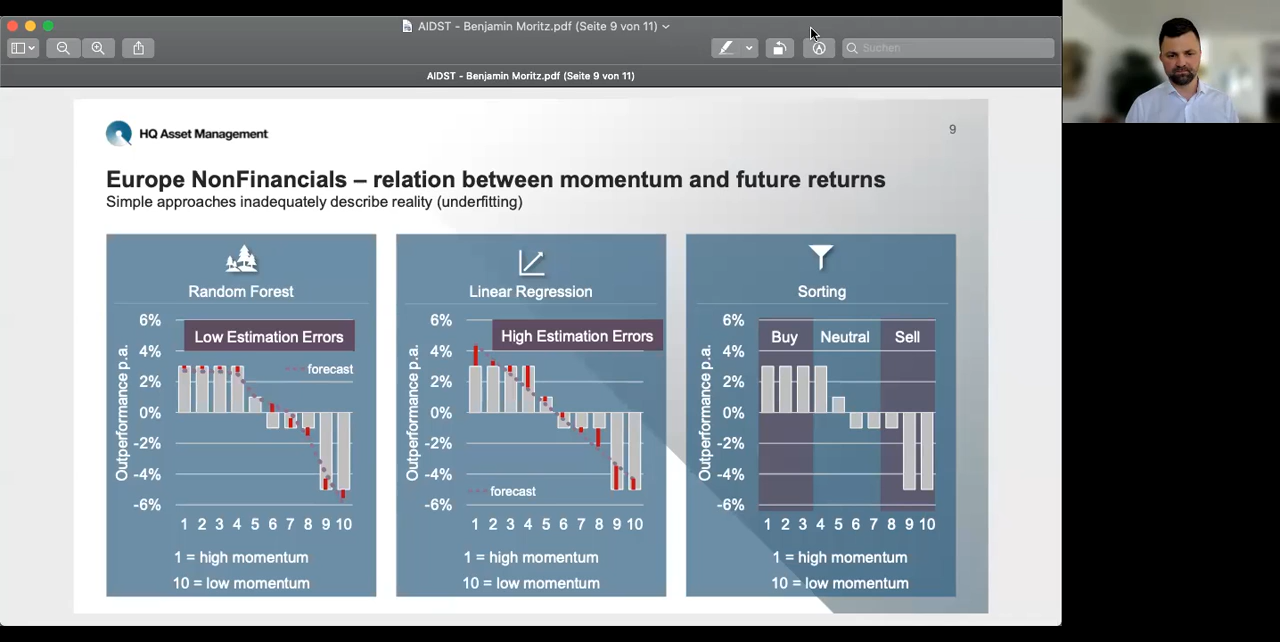 AIDST - Benjamin Moritz.pdf (Seite 9 von 11)
Suchen
AIDST - Benjamin Moritz.pdf (Seite 9 von 11)
HQ Asset Management
9
Europe NonFinancials – relation between momentum and future returns
Simple approaches inadequately describe reality (underfitting)
Random Forest
Low Estimation Errors
forecast
Outperformance p.a.
6%
4%
2%
0%
-2%
-4%
-6%
1 2 3 4 5 6 7 8 9 10
1 = high momentum
10 = low momentum
Linear Regression
High Estimation Errors
Outperformance p.a.
6%
4%
2%
0%
-2%
-4%
-6%
forecast
1 2 3 4 5 6 7 8 9 10
1 = high momentum
10 = low momentum
Sorting
Buy Neutral Sell
Outperformance p.a.
6%
4%
2%
0%
-2%
-4%
-6%
1 2 3 4 5 6 7 8 9 10
1 = high momentum
10 = low momentum